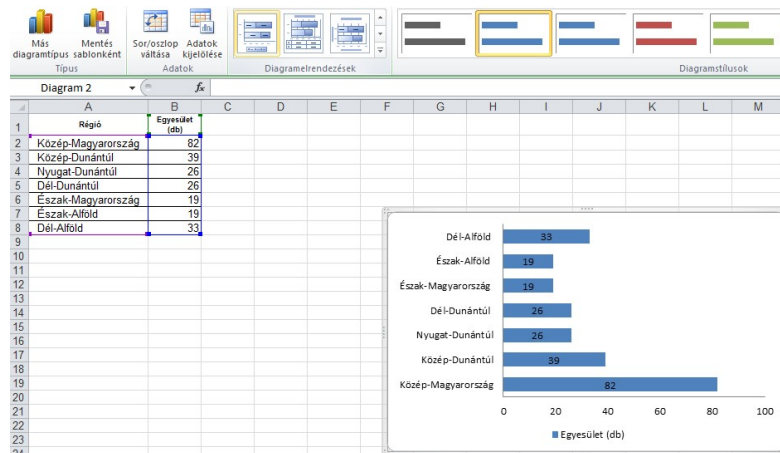 Más diagramtípus
Mentés sablonként
Sor/oszlop váltása
Adatok kijelölése
Típus
Adatok
Diagramelrendezések
Diagramstílusok
Diagram 2
fx
A B C D E F G H I J K L M
1 Régió Egyesület (db)
2 Közép-Magyarország 82
3 Közép-Dunántúl 39
4 Nyugat-Dunántúl 26
5 Dél-Dunántúl 26
6 Észak-Magyarország 19
7 Észak-Alföld 19
8 Dél-Alföld 33
9
10
11
12
13
14
15
16
17
18
19
20
21
22
23
24
Dél-Alföld 33
Észak-Alföld 19
Észak-Magyarország 19
Dél-Dunántúl 26
Nyugat-Dunántúl 26
Közép-Dunántúl 39
Közép-Magyarország 82
0 20 40 60 80 100
Egyesület (db)